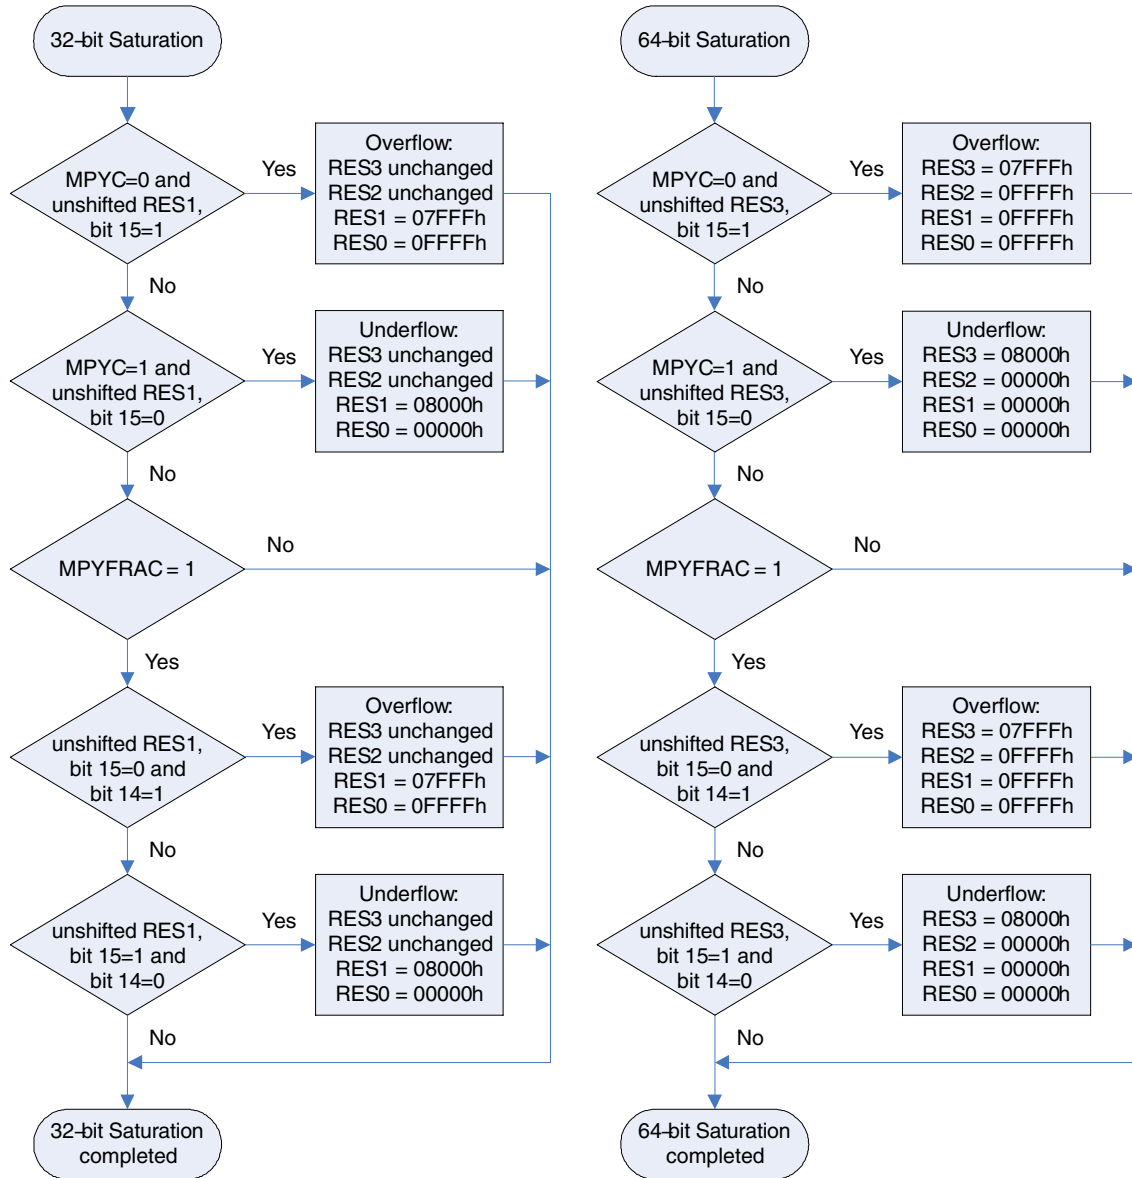 32-bit Saturation
MPYC=0 and
unshifted RES1,
bit 15=1
Yes
Overflow:
RES3 unchanged
RES2 unchanged
RES1 = 07FFFh
RES0 = 0FFFFh
No
MPYC=1 and
unshifted RES1,
bit 15=0
Yes
Underflow:
RES3 unchanged
RES2 unchanged
RES1 = 08000h
RES0 = 00000h
No
MPYFRAC = 1
No
Yes
unshifted RES1,
bit 15=0 and
bit 14=1
Yes
Overflow:
RES3 unchanged
RES2 unchanged
RES1 = 07FFFh
RES0 = 0FFFFh
No
unshifted RES1,
bit 15=1 and
bit 14=0
Yes
Underflow:
RES3 unchanged
RES2 unchanged
RES1 = 08000h
RES0 = 00000h
No
32-bit Saturation
completed
64-bit Saturation
MPYC=0 and
unshifted RES3,
bit 15=1
Yes
Overflow:
RES3 = 07FFFh
RES2 = 0FFFFh
RES1 = 0FFFFh
RES0 = 0FFFFh
No
MPYC=1 and
unshifted RES3,
bit 15=0
Yes
Underflow:
RES3 = 08000h
RES2 = 00000h
RES1 = 00000h
RES0 = 00000h
No
MPYFRAC = 1
No
Yes
unshifted RES3,
bit 15=0 and
bit 14=1
Yes
Overflow:
RES3 = 07FFFh
RES2 = 0FFFFh
RES1 = 0FFFFh
RES0 = 0FFFFh
No
unshifted RES3,
bit 15=1 and
bit 14=0
Yes
Underflow:
RES3 = 08000h
RES2 = 00000h
RES1 = 00000h
RES0 = 00000h
No
64-bit Saturation
completed